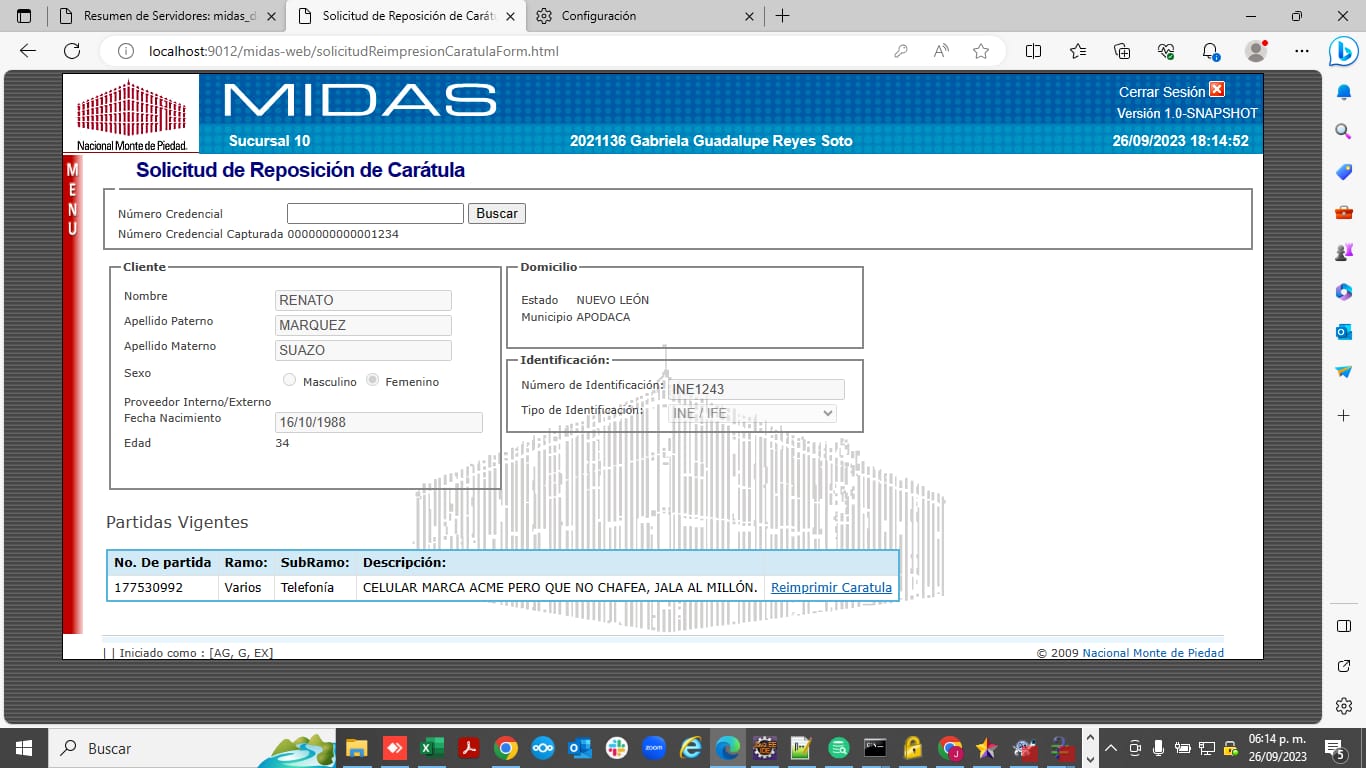 Resumen de Servidores: midas_d
Solicitud de Reposición de Carátu
Configuración
localhost:9012/midas-web/solicitudReimpresionCaratulaForm.html
MIDAS
Cerrar Sesión
Versión 1.0-SNAPSHOT
Nacional Monte de Piedad.
Sucursal 10
2021136 Gabriela Guadalupe Reyes Soto
26/09/2023 18:14:52
MENU
Solicitud de Reposición de Carátula
Número Credencial
Buscar
Número Credencial Capturada 0000000000001234
Cliente
Nombre RENATO
Apellido Paterno MARQUEZ
Apellido Materno SUAZO
Sexo Masculino Femenino
Proveedor Interno/Externo
Fecha Nacimiento 16/10/1988
Edad 34
Domicilio
Estado NUEVO LEÓN
Municipio APODACA
Identificación:
Número de Identificación: INE1243
Tipo de Identificación: INE / IFE
Partidas Vigentes
No. De partida Ramo: SubRamo: Descripción:
177530992 Varios Telefonía CELULAR MARCA ACME PERO QUE NO CHAFEA, JALA AL MILLÓN. Reimprimir Caratula
| | Iniciado como : [AG, G, EX]
© 2009 Nacional Monte de Piedad
Buscar
zoom
06:14 p. m.
26/09/2023
5